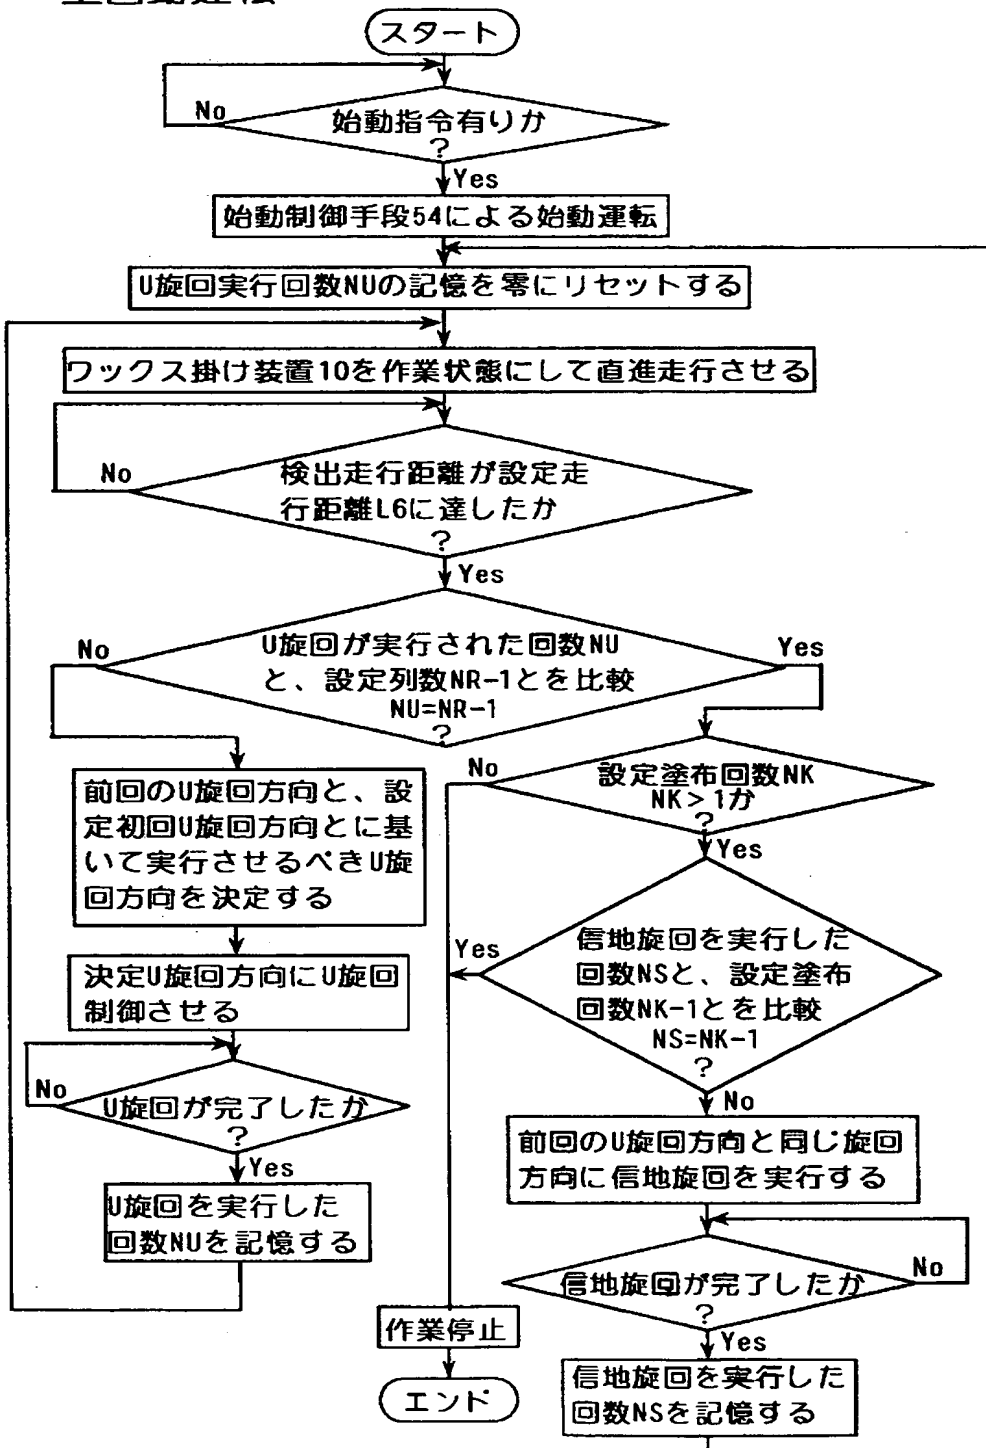 スタート
No
始動指令有りか
?
Yes
始動制御手段54による始動運転
U旋回実行回数NUの記憶を零にリセットする
ワックス掛け装置10を作業状態にして直進走行させる
No
検出走行距離が設定走
行距離L6に達したか
?
Yes
No
U旋回が実行された回数NU
と、設定列数NR-1とを比較
NU=NR-1
?
Yes
前回のU旋回方向と、設
定初回U旋回方向とに基
いて実行させるべきU旋
回方向を決定する
決定U旋回方向にU旋回
制御させる
No
U旋回が完了したか
?
Yes
U旋回を実行した
回数NUを記憶する
No
設定塗布回数NK
NK>1か
?
Yes
Yes
信地旋回を実行した
回数NSと、設定塗布
回数NK-1とを比較
NS=NK-1
?
No
前回のU旋回方向と同じ旋回
方向に信地旋回を実行する
信地旋回が完了したか
?
No
Yes
信地旋回を実行した
回数NSを記憶する
作業停止
エンド